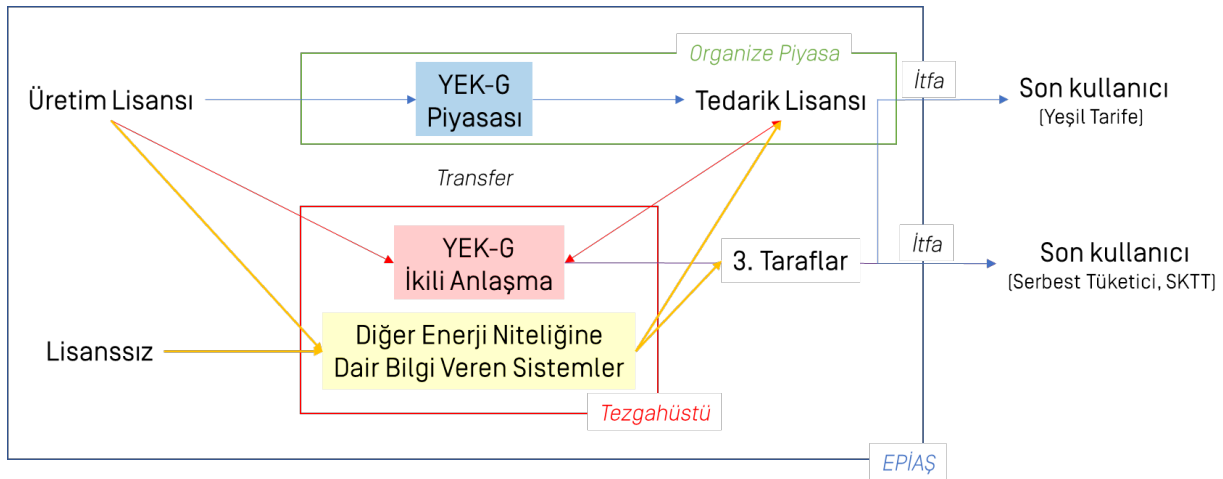 Organize Piyasa
Üretim Lisansı
YEK-G
Piyasası
Tedarik Lisansı
İtfa
Son kullanıcı
(Yeşil Tarife)
Transfer
YEK-G
İkili Anlaşma
3. Taraflar
İtfa
Son kullanıcı
(Serbest Tüketici, SKTT)
Lisanssız
Diğer Enerji Niteliğine
Dair Bilgi Veren Sistemler
Tezgahüstü
EPİAŞ